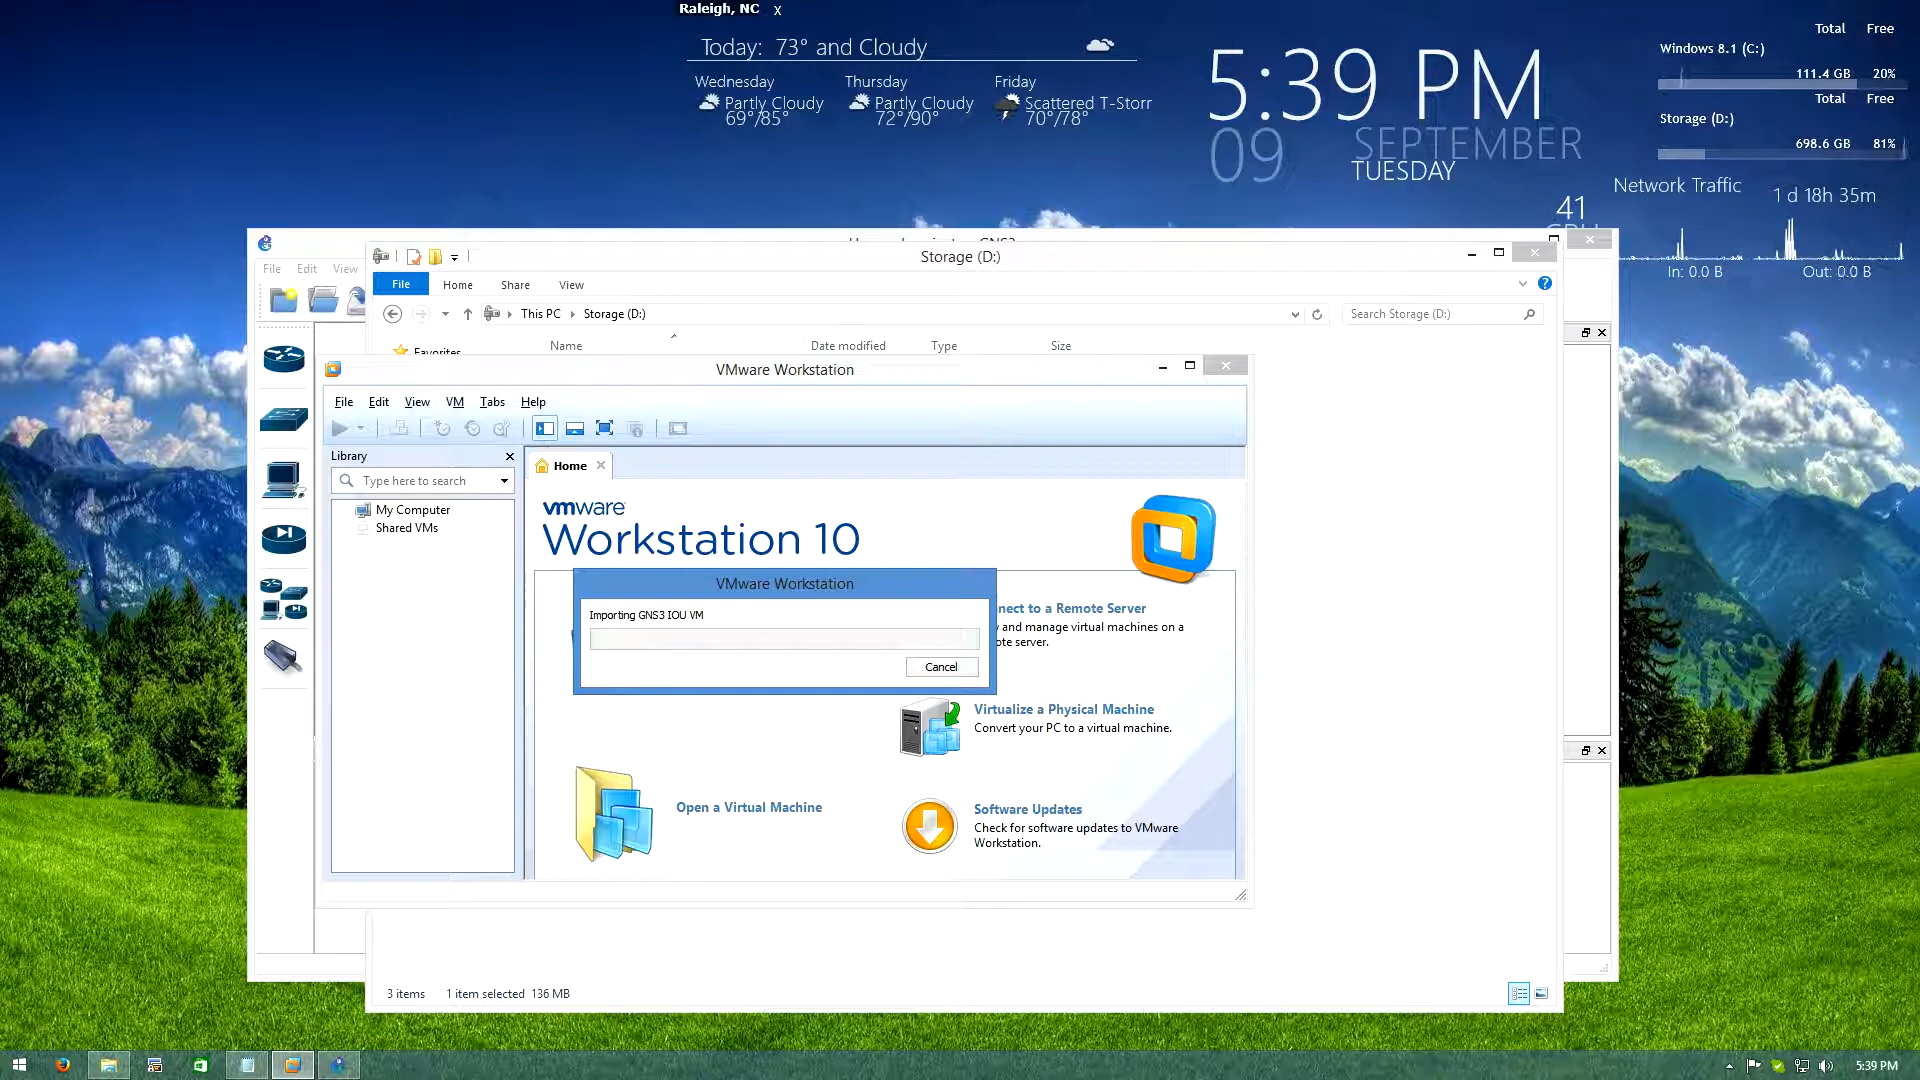 Raleigh, NC x
Today: 73° and Cloudy
Wednesday
Partly Cloudy
69°/85°
Thursday
Partly Cloudy
72°/90°
Friday
Scattered T-Storr
70°/78°
5:39 PM
09
SEPTEMBER
TUESDAY
Total Free
Windows 8.1 (C:)
111.4 GB 20%
Total Free
Storage (D:)
698.6 GB 81%
Network Traffic
1 d 18h 35m
41
In: 0.0 B
Out: 0.0 B
File Edit View
Storage (D:)
File Home Share View
This PC Storage (D:)
Search Storage (D:)
Favorites
Name Date modified Type Size
VMware Workstation
File Edit View VM Tabs Help
Library
Type here to search
My Computer
Shared VMs
Home
vmware
Workstation 10
VMware Workstation
Importing GNS3 IOU VM
Cancel
nect to a Remote Server
and manage virtual machines on a
ote server.
Virtualize a Physical Machine
Convert your PC to a virtual machine.
Open a Virtual Machine
Software Updates
Check for software updates to VMware
Workstation.
3 items 1 item selected 136 MB
5:39 PM